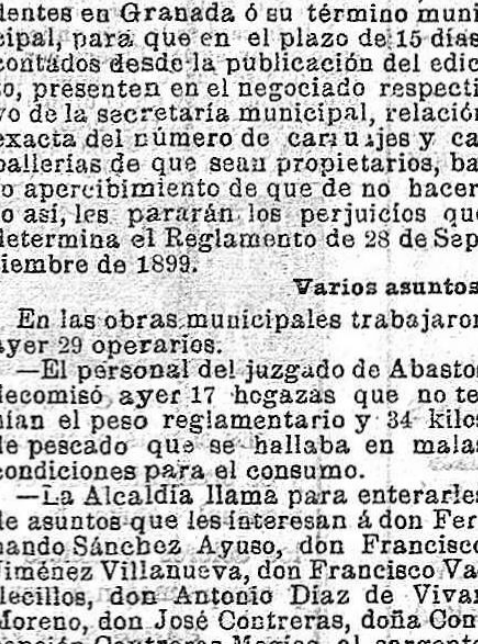 dentes en Granada ó su término muni
cipal, para que en el plazo de 15 días
contados desde la publicación del edic
to, presenten en el negociado respecti
vo de la secretaría municipal, relación
exacta del número de carruajes y ca
ballerías de que sean propietarios, ba
jo apercibimiento de que de no hacer
lo así, les pararán los perjuicios que
determina el Reglamento de 28 de Sep
tiembre de 1899.
Varios asuntos
En las obras municipales trabajaron
ayer 29 operarios.
—El personal del juzgado de Abastos
decomisó ayer 17 hogazas que no te
nían el peso reglamentario y 34 kilos
de pescado que se hallaba en malas
condiciones para el consumo.
—La Alcaldía llama para enterarles
de asuntos que les interesan á don Fer
nando Sánchez Ayuso, don Francisco
Jiménez Villanueva, don Francisco Va
lecillos, don Antonio Díaz de Vivar
Moreno, don José Contreras, doña Con